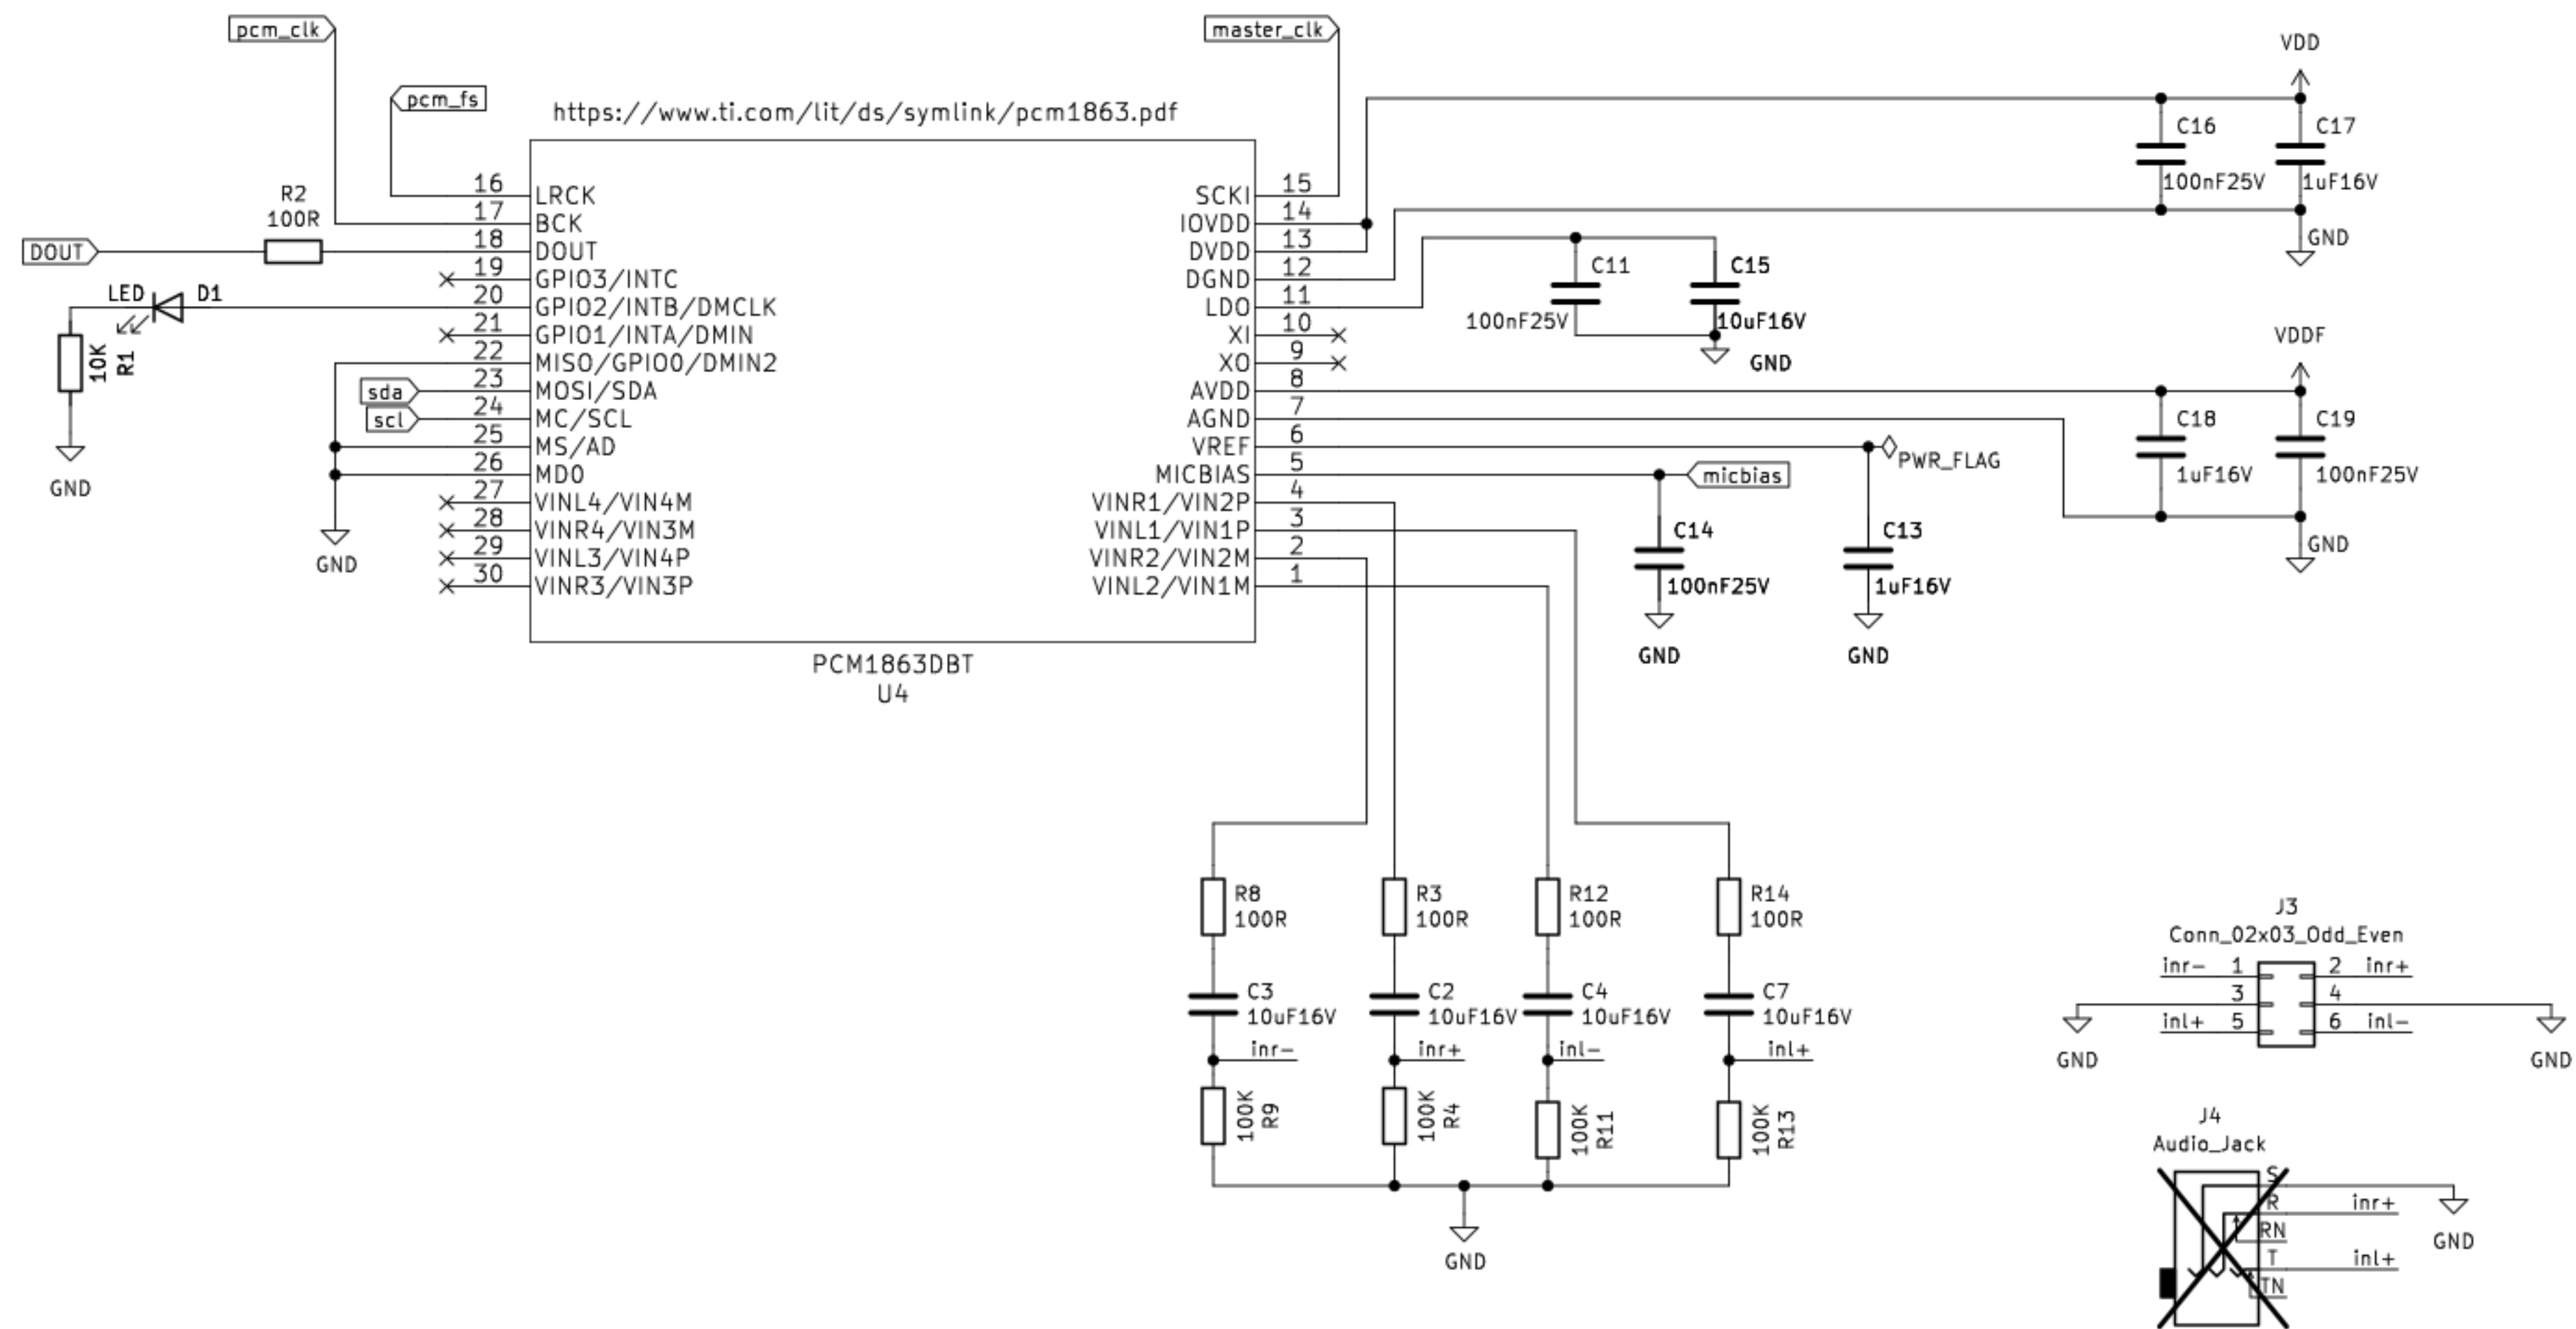 pcm_clk
master_clk
VDD
pcm_fs
https://www.ti.com/lit/ds/symlink/pcm1863.pdf
C16
100nF25V
C17
1uF16V
GND
R2
100R
DOUT
LED
D1
10K
R1
GND
sda
scl
GND
16
LRCK
17
BCK
18
DOUT
19
GPIO3/INTC
20
GPIO2/INTB/DMCLK
21
GPIO1/INTA/DMIN
22
MISO/GPIO0/DMIN2
23
MOSI/SDA
24
MC/SCL
25
MS/AD
26
MD0
27
VINL4/VIN4M
28
VINR4/VIN3M
29
VINL3/VIN4P
30
VINR3/VIN3P
SCKI
15
IOVDD
14
DVDD
13
DGND
12
LDO
11
XI
10
XO
9
AVDD
8
AGND
7
VREF
6
MICBIAS
5
VINR1/VIN2P
4
VINL1/VIN1P
3
VINR2/VIN2M
2
VINL2/VIN1M
1
PCM1863DBT
U4
C11
100nF25V
C15
10uF16V
GND
VDDF
C18
1uF16V
C19
100nF25V
GND
PWR_FLAG
micbias
C14
100nF25V
GND
C13
1uF16V
GND
R8
100R
R3
100R
R12
100R
R14
100R
C3
10uF16V
C2
10uF16V
C4
10uF16V
C7
10uF16V
inr-
inr+
inl-
inl+
100K
R9
100K
R4
100K
R11
100K
R13
GND
J3
Conn_02x03_Odd_Even
inr- 1
2 inr+
3
4
inl+ 5
6 inl-
GND
GND
J4
Audio_Jack
S
R
inr+
RN
GND
T
inl+
TN